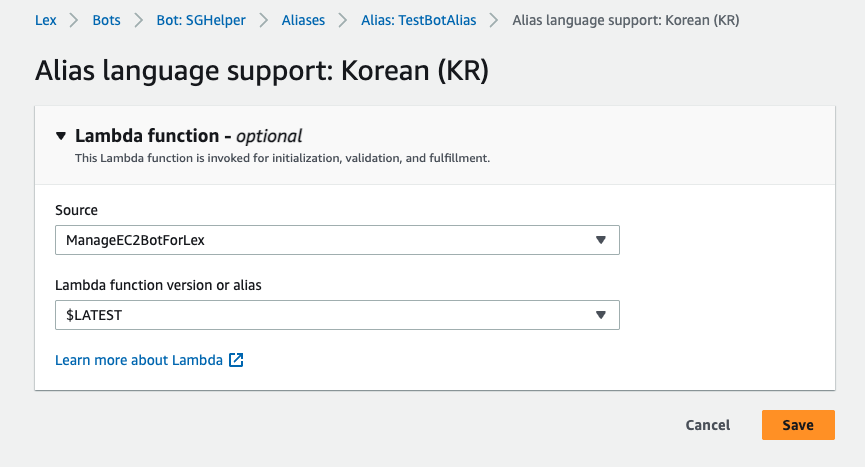 Lex > Bots > Bot: SGHelper > Aliases > Alias: TestBotAlias > Alias language support: Korean (KR)
Alias language support: Korean (KR)
Lambda function - optional
This Lambda function is invoked for initialization, validation, and fulfillment.
Source
ManageEC2BotForLex
Lambda function version or alias
$LATEST
Learn more about Lambda
Cancel Save